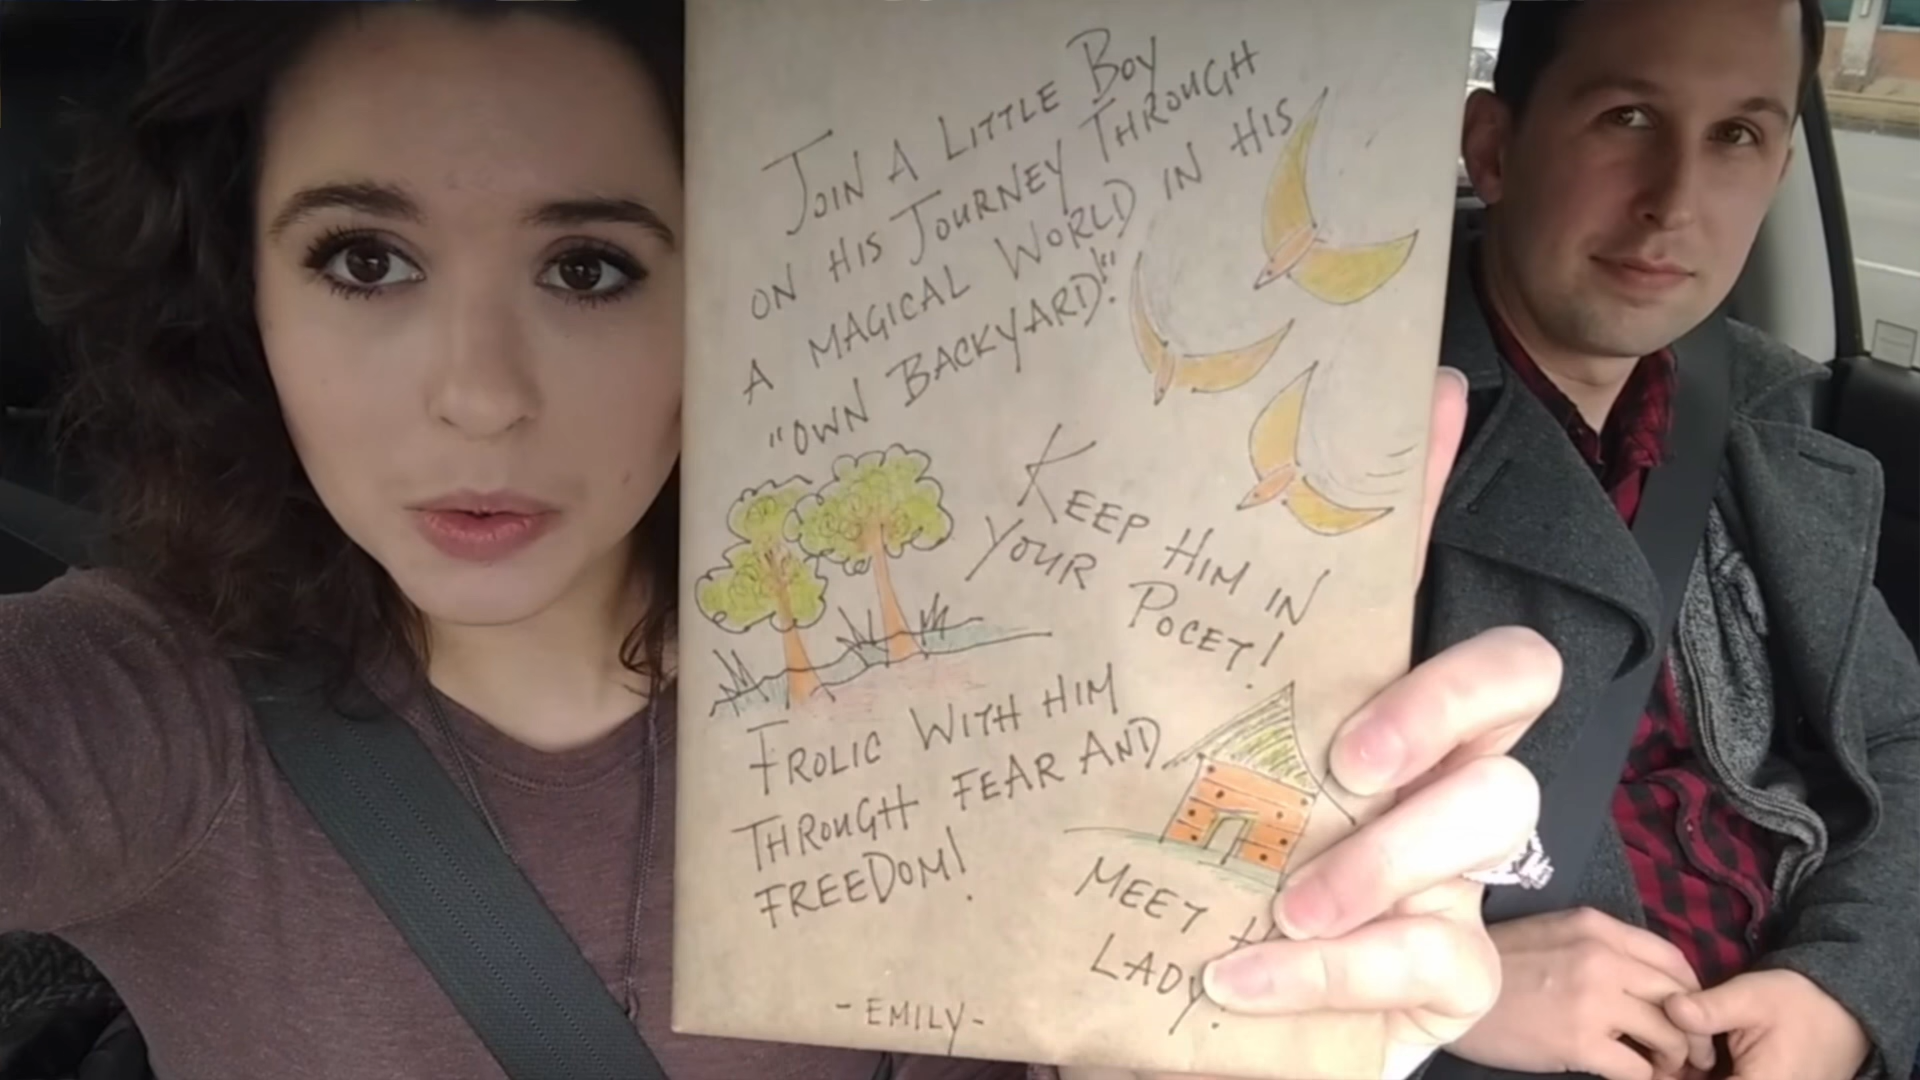 JOIN A LITTLE BOY
ON HIS JOURNEY THROUGH
A MAGICAL WORLD IN HIS
"OWN BACKYARD!"
KEEP HIM IN
YOUR POCET!
FROLIC WITH HIM
THROUGH FEAR AND
FREEDOM!
MEET
LADY!
-EMILY-